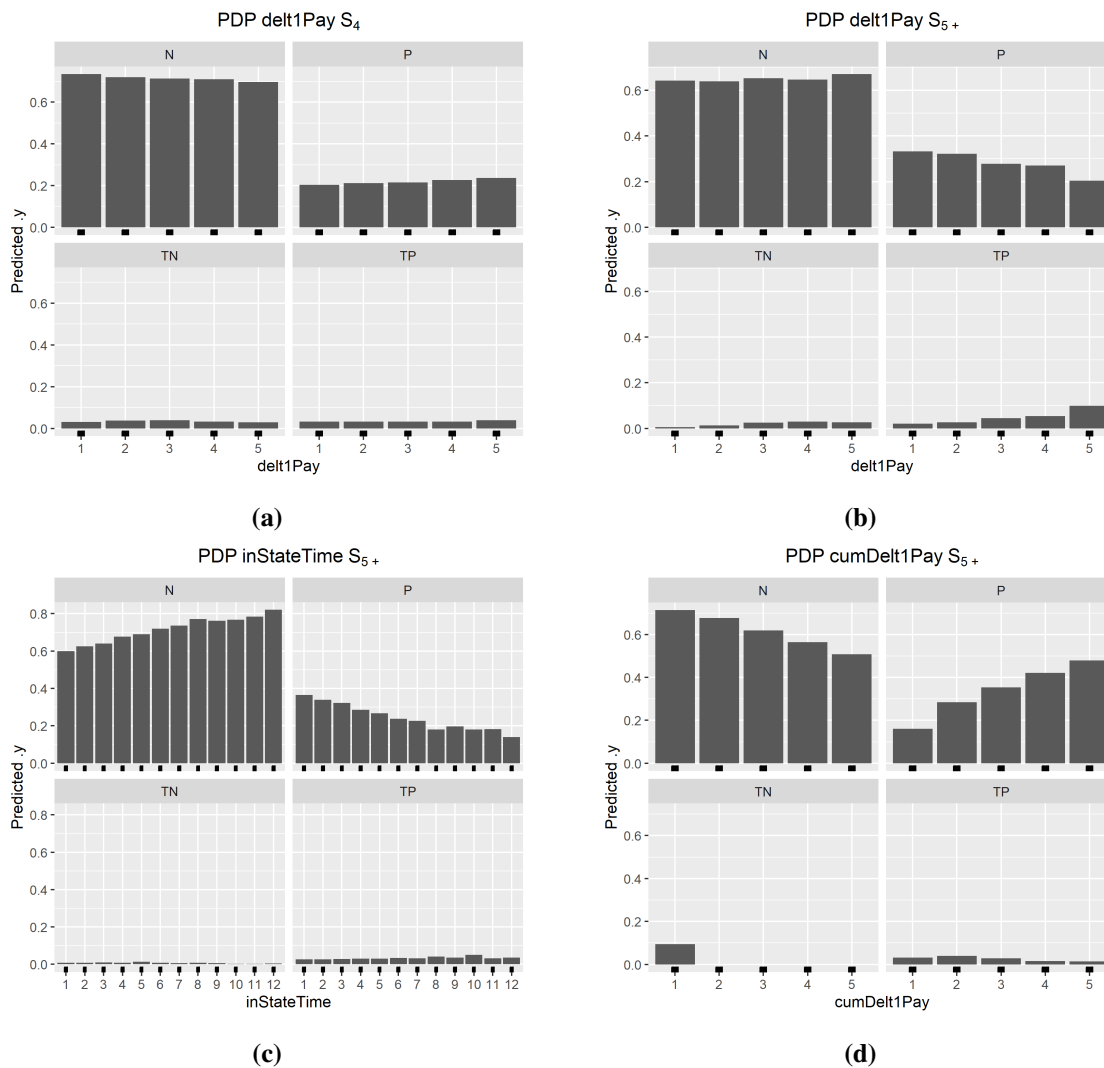 PDP delt1Pay S4
N P
0.6
0.4
0.2
0.0
TN TP
0.6
0.4
0.2
0.0
Predicted .y
1 2 3 4 5 1 2 3 4 5
delt1Pay
(a)
PDP delt1Pay S5 +
N P
0.6
0.4
0.2
0.0
TN TP
0.6
0.4
0.2
0.0
Predicted .y
1 2 3 4 5 1 2 3 4 5
delt1Pay
(b)
PDP inStateTime S5 +
N P
0.8
0.6
0.4
0.2
0.0
TN TP
0.8
0.6
0.4
0.2
0.0
Predicted .y
1 2 3 4 5 6 7 8 9 10 11 12 1 2 3 4 5 6 7 8 9 10 11 12
inStateTime
(c)
PDP cumDelt1Pay S5 +
N P
0.6
0.4
0.2
0.0
TN TP
0.6
0.4
0.2
0.0
Predicted .y
1 2 3 4 5 1 2 3 4 5
cumDelt1Pay
(d)